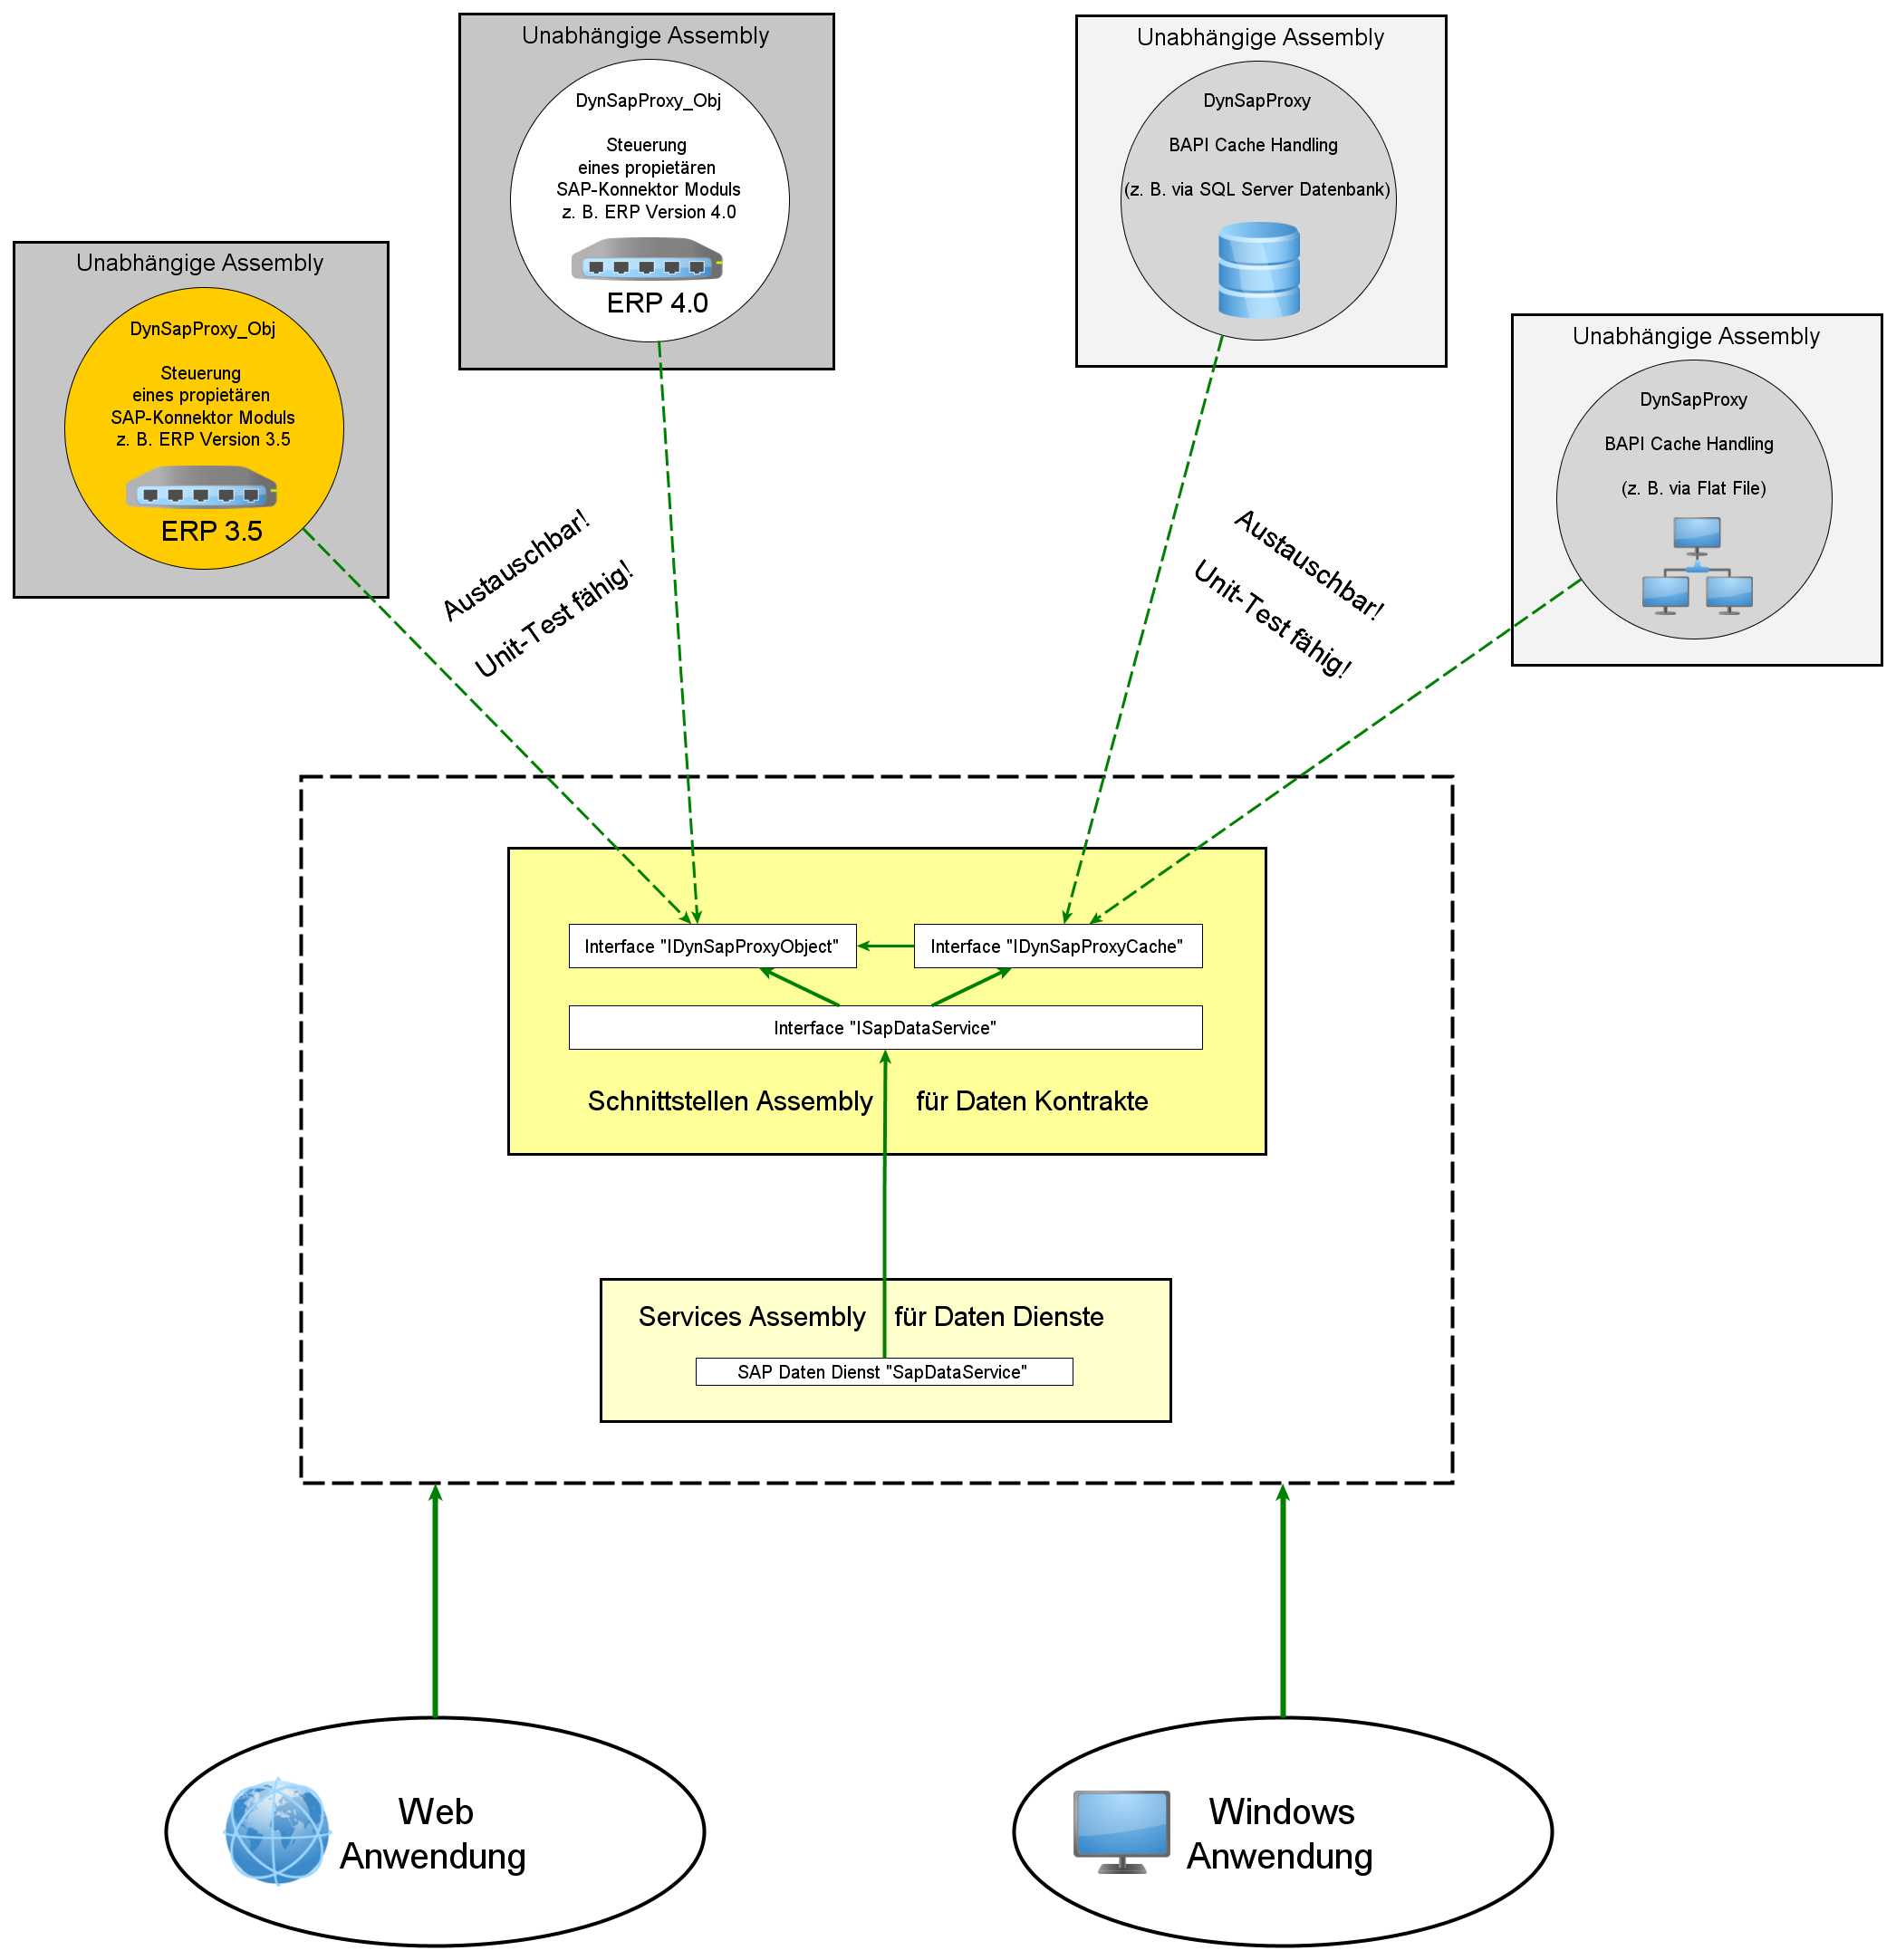 Unabhängige Assembly
DynSapProxy_Obj
Steuerung
eines propietären
SAP-Konnektor Moduls
z. B. ERP Version 4.0
ERP 4.0
Unabhängige Assembly
DynSapProxy
BAPI Cache Handling
(z. B. via SQL Server Datenbank)
Unabhängige Assembly
DynSapProxy_Obj
Steuerung
eines propietären
SAP-Konnektor Moduls
z. B. ERP Version 3.5
ERP 3.5
Unabhängige Assembly
DynSapProxy
BAPI Cache Handling
(z. B. via Flat File)
Austauschbar!
Unit-Test fähig!
Austauschbar!
Unit-Test fähig!
Interface "IDynSapProxyObject"
Interface "IDynSapProxyCache"
Interface "ISapDataService"
Schnittstellen Assembly für Daten Kontrakte
Services Assembly für Daten Dienste
SAP Daten Dienst "SapDataService"
Web
Anwendung
Windows
Anwendung